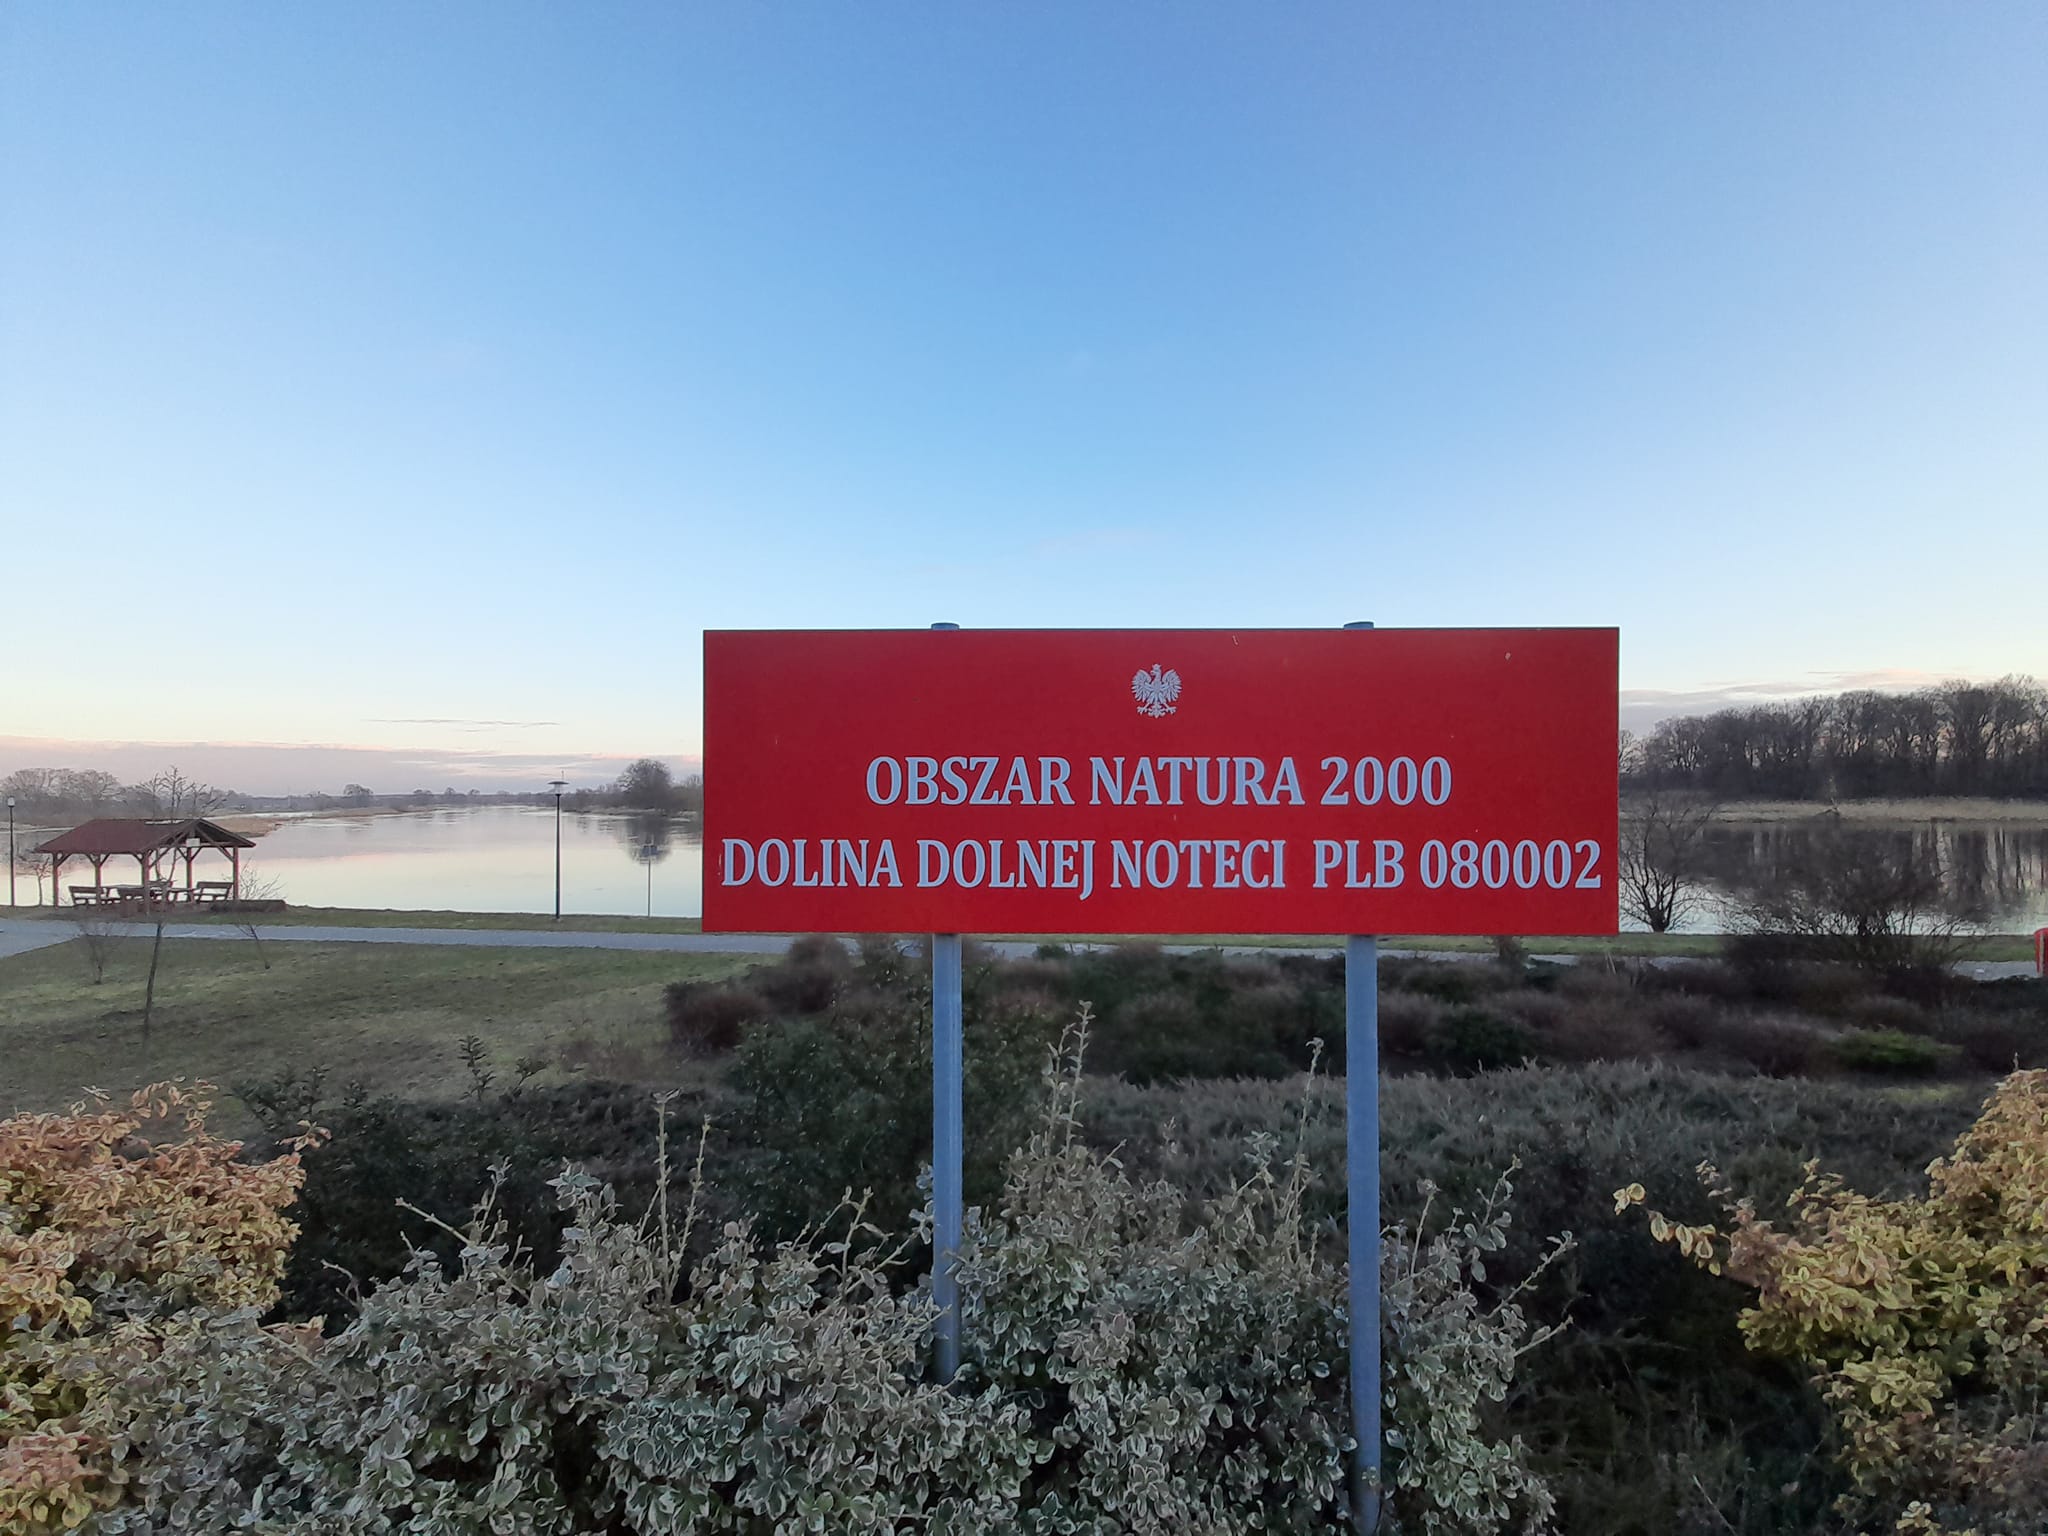 OBSZAR NATURA 2000
DOLINA DOLNEJ NOTECI PLB 080002